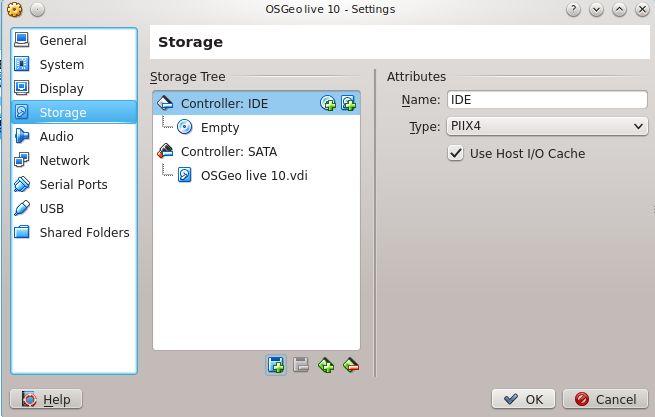 OSGeo live 10 - Settings
General
System
Display
Storage
Audio
Network
Serial Ports
USB
Shared Folders
Storage
Storage Tree
Controller: IDE
Empty
Controller: SATA
OSGeo live 10.vdi
Attributes
Name: IDE
Type: PIIX4
Use Host I/O Cache
Help
OK
Cancel